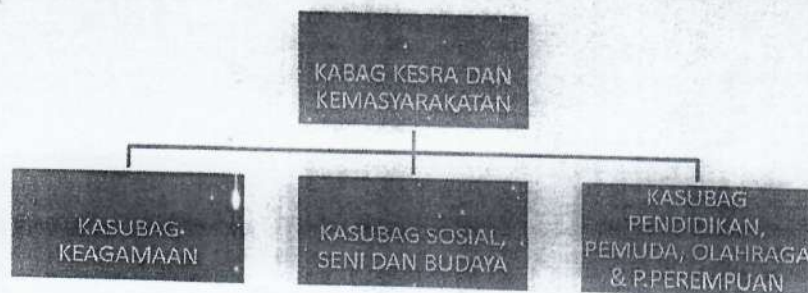 KABAG KESRA DAN
KEMASYARAKATAN
KASUBAG
KEAGAMAAN
KASUBAG SOSIAL,
SENI DAN BUDAYA
KASUBAG
PENDIDIKAN,
PEMUDA, OLAHRAGA
& P.PEREMPUAN